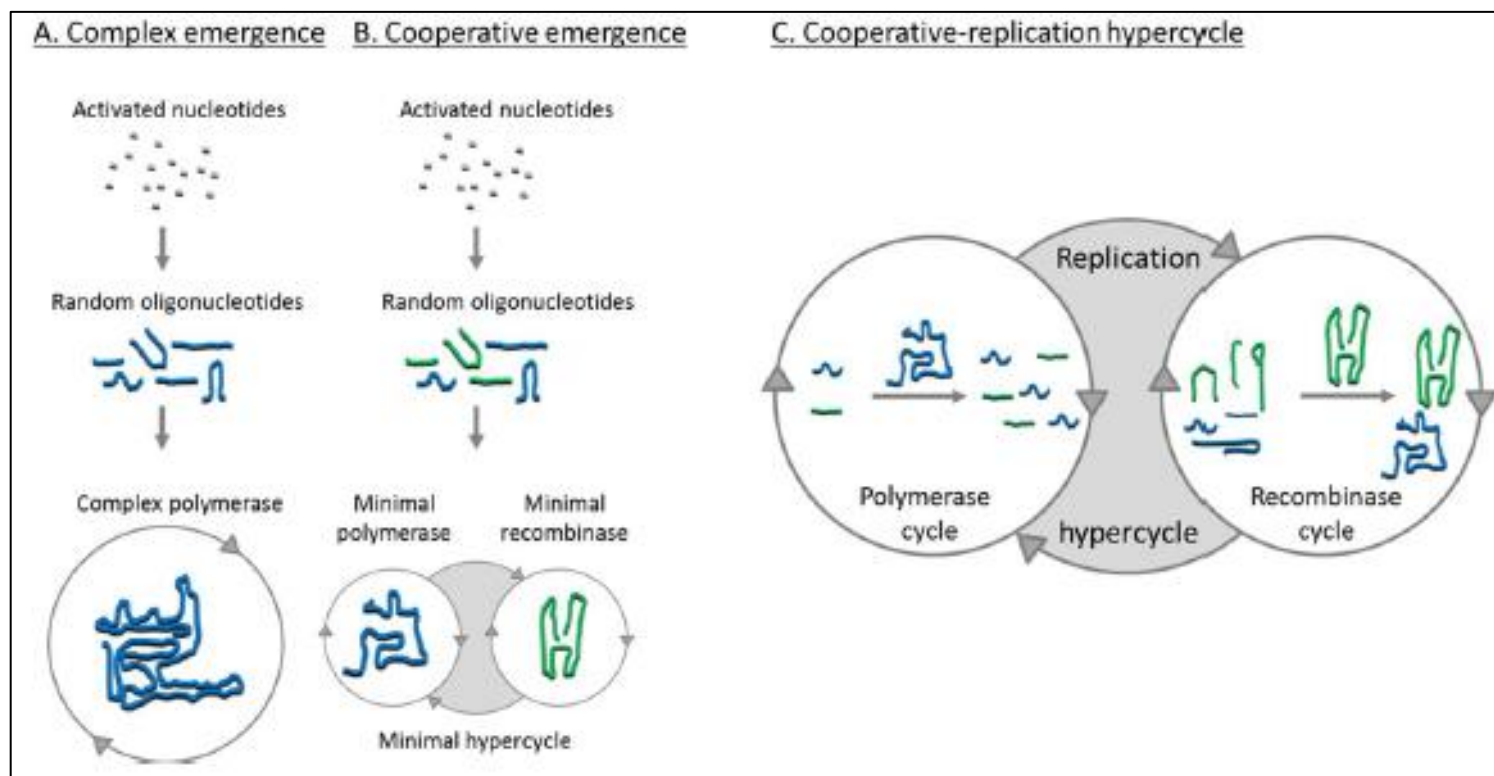 A. Complex emergence
Activated nucleotides
Random oligonucleotides
Complex polymerase
B. Cooperative emergence
Activated nucleotides
Random oligonucleotides
Minimal
polymerase
Minimal
recombinase
Minimal hypercycle
C. Cooperative-replication hypercycle
Replication
Polymerase
cycle
hypercycle
Recombinase
cycle